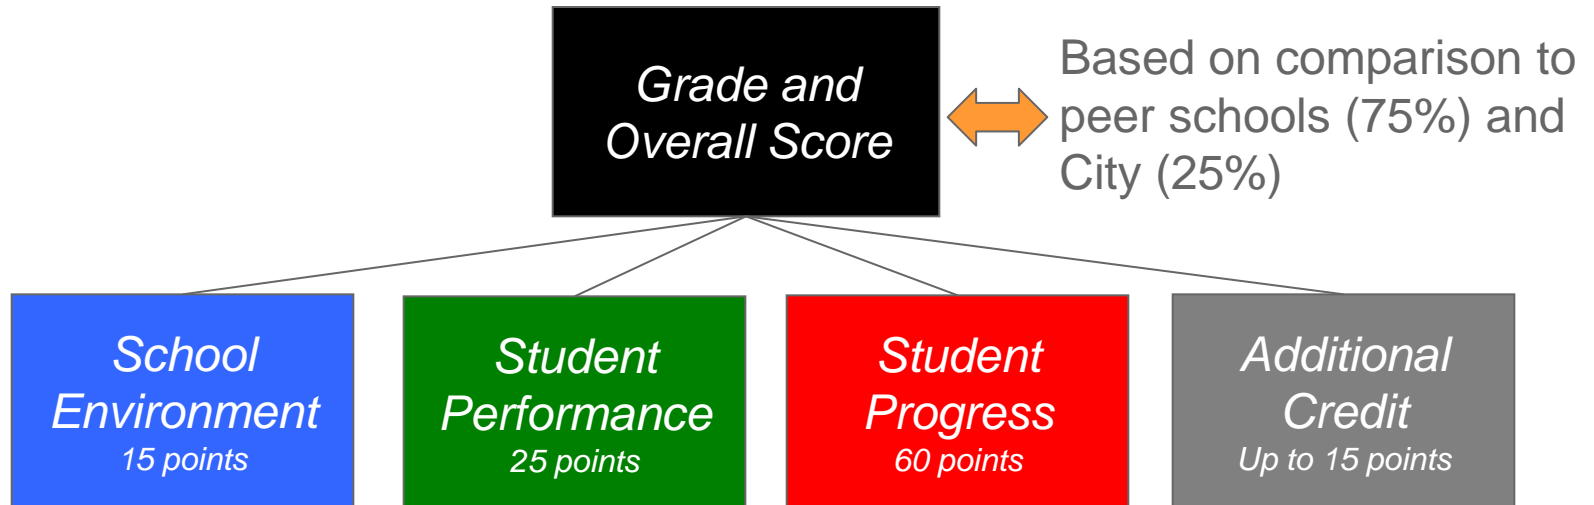 Grade and
Overall Score
Based on comparison to
peer schools (75%) and
City (25%)
School
Environment
15 points
Student
Performance
25 points
Student
Progress
60 points
Additional
Credit
Up to 15 points